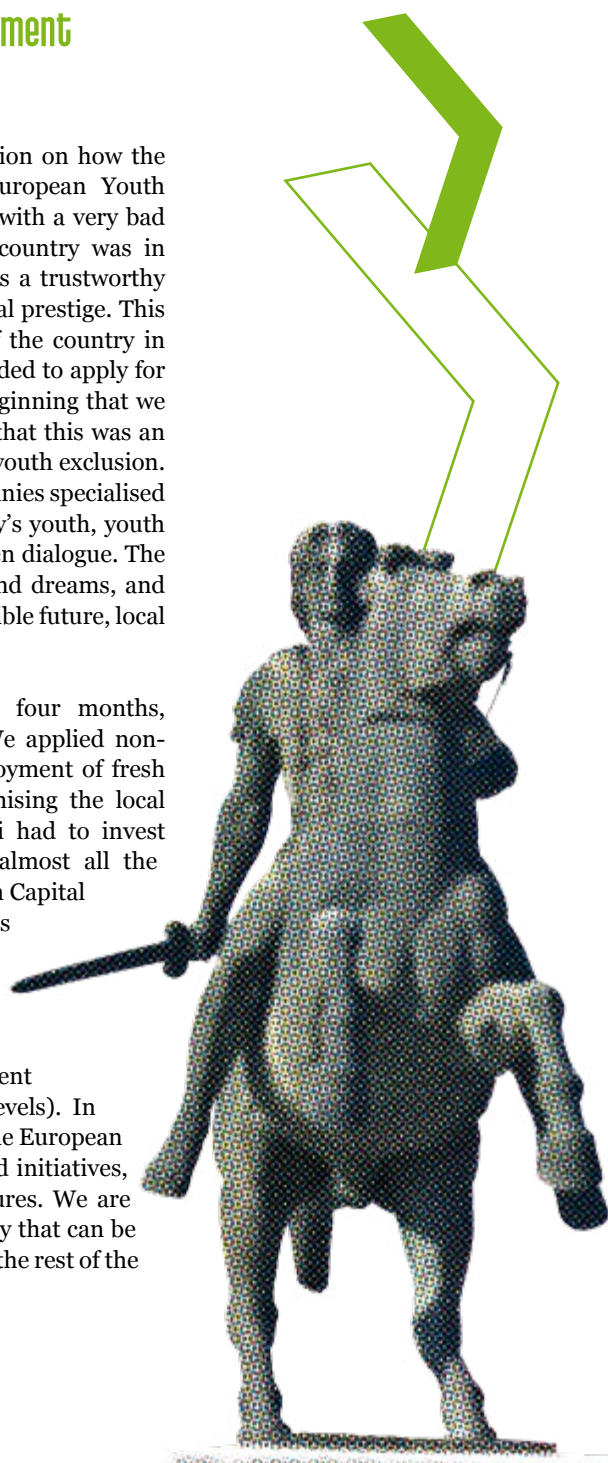 ment
ion on how the
uropean Youth
with a very bad
country was in
s a trustworthy
al prestige. This
f the country in
ded to apply for
ginning that we
that this was an
youth exclusion.
nies specialised
y's youth, youth
en dialogue. The
nd dreams, and
ible future, local
four months,
e applied non-
oyment of fresh
nising the local
i had to invest
almost all the
n Capital
s
ent
evels). In
e European
d initiatives,
ures. We are
y that can be
the rest of the